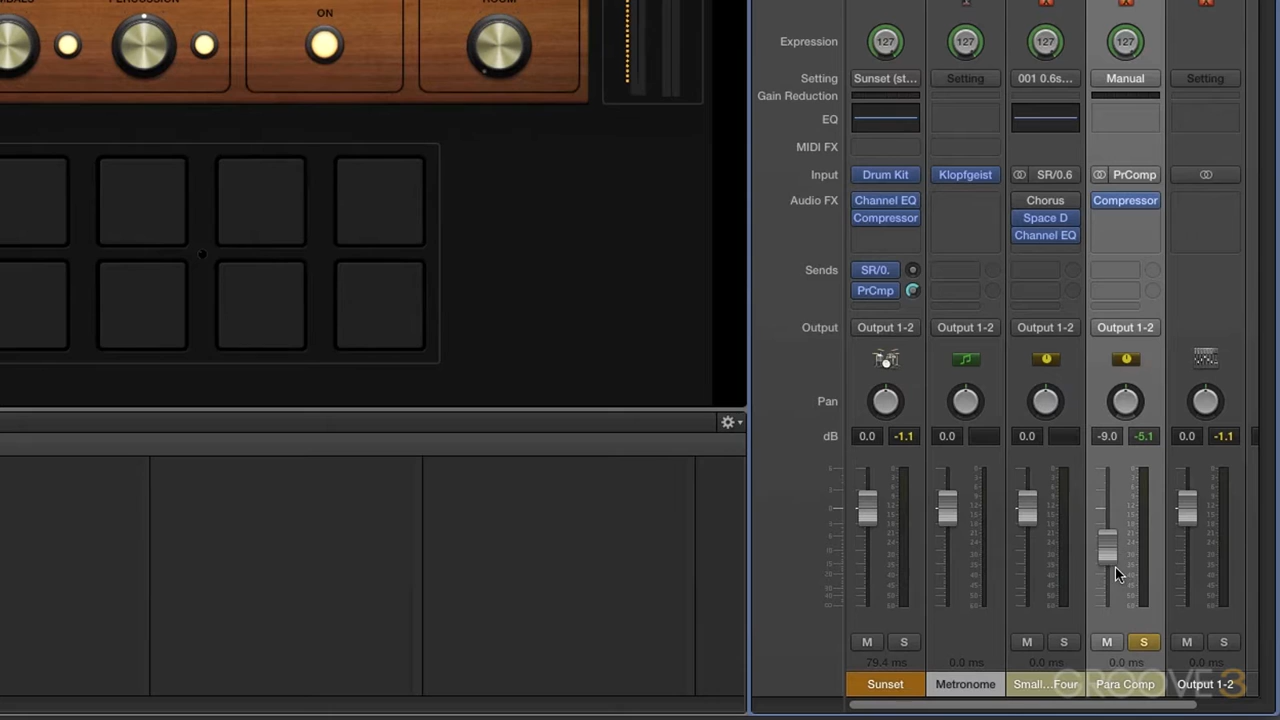 PERCUSSION
ON
ROOM
Expression 127 127 127 127
Setting Sunset (st... Setting 001 0.6s... Manual Setting
Gain Reduction
EQ
MIDI FX
Input Drum Kit Klopfgeist SR/0.6 PrComp
Audio FX Channel EQ Chorus Compressor
Compressor Space D
Channel EQ
Sends SR/0.
PrCmp
Output Output 1-2 Output 1-2 Output 1-2 Output 1-2
Pan
dB 0.0 -1.1 0.0 0.0 -9.0 -5.1 0.0 -1.1
M S M S M S M S
79.4 ms 0.0 ms 0.0 ms 0.0 ms 0.0 ms
Sunset Metronome Small...Four Para Comp Output 1-2
GROOVE3